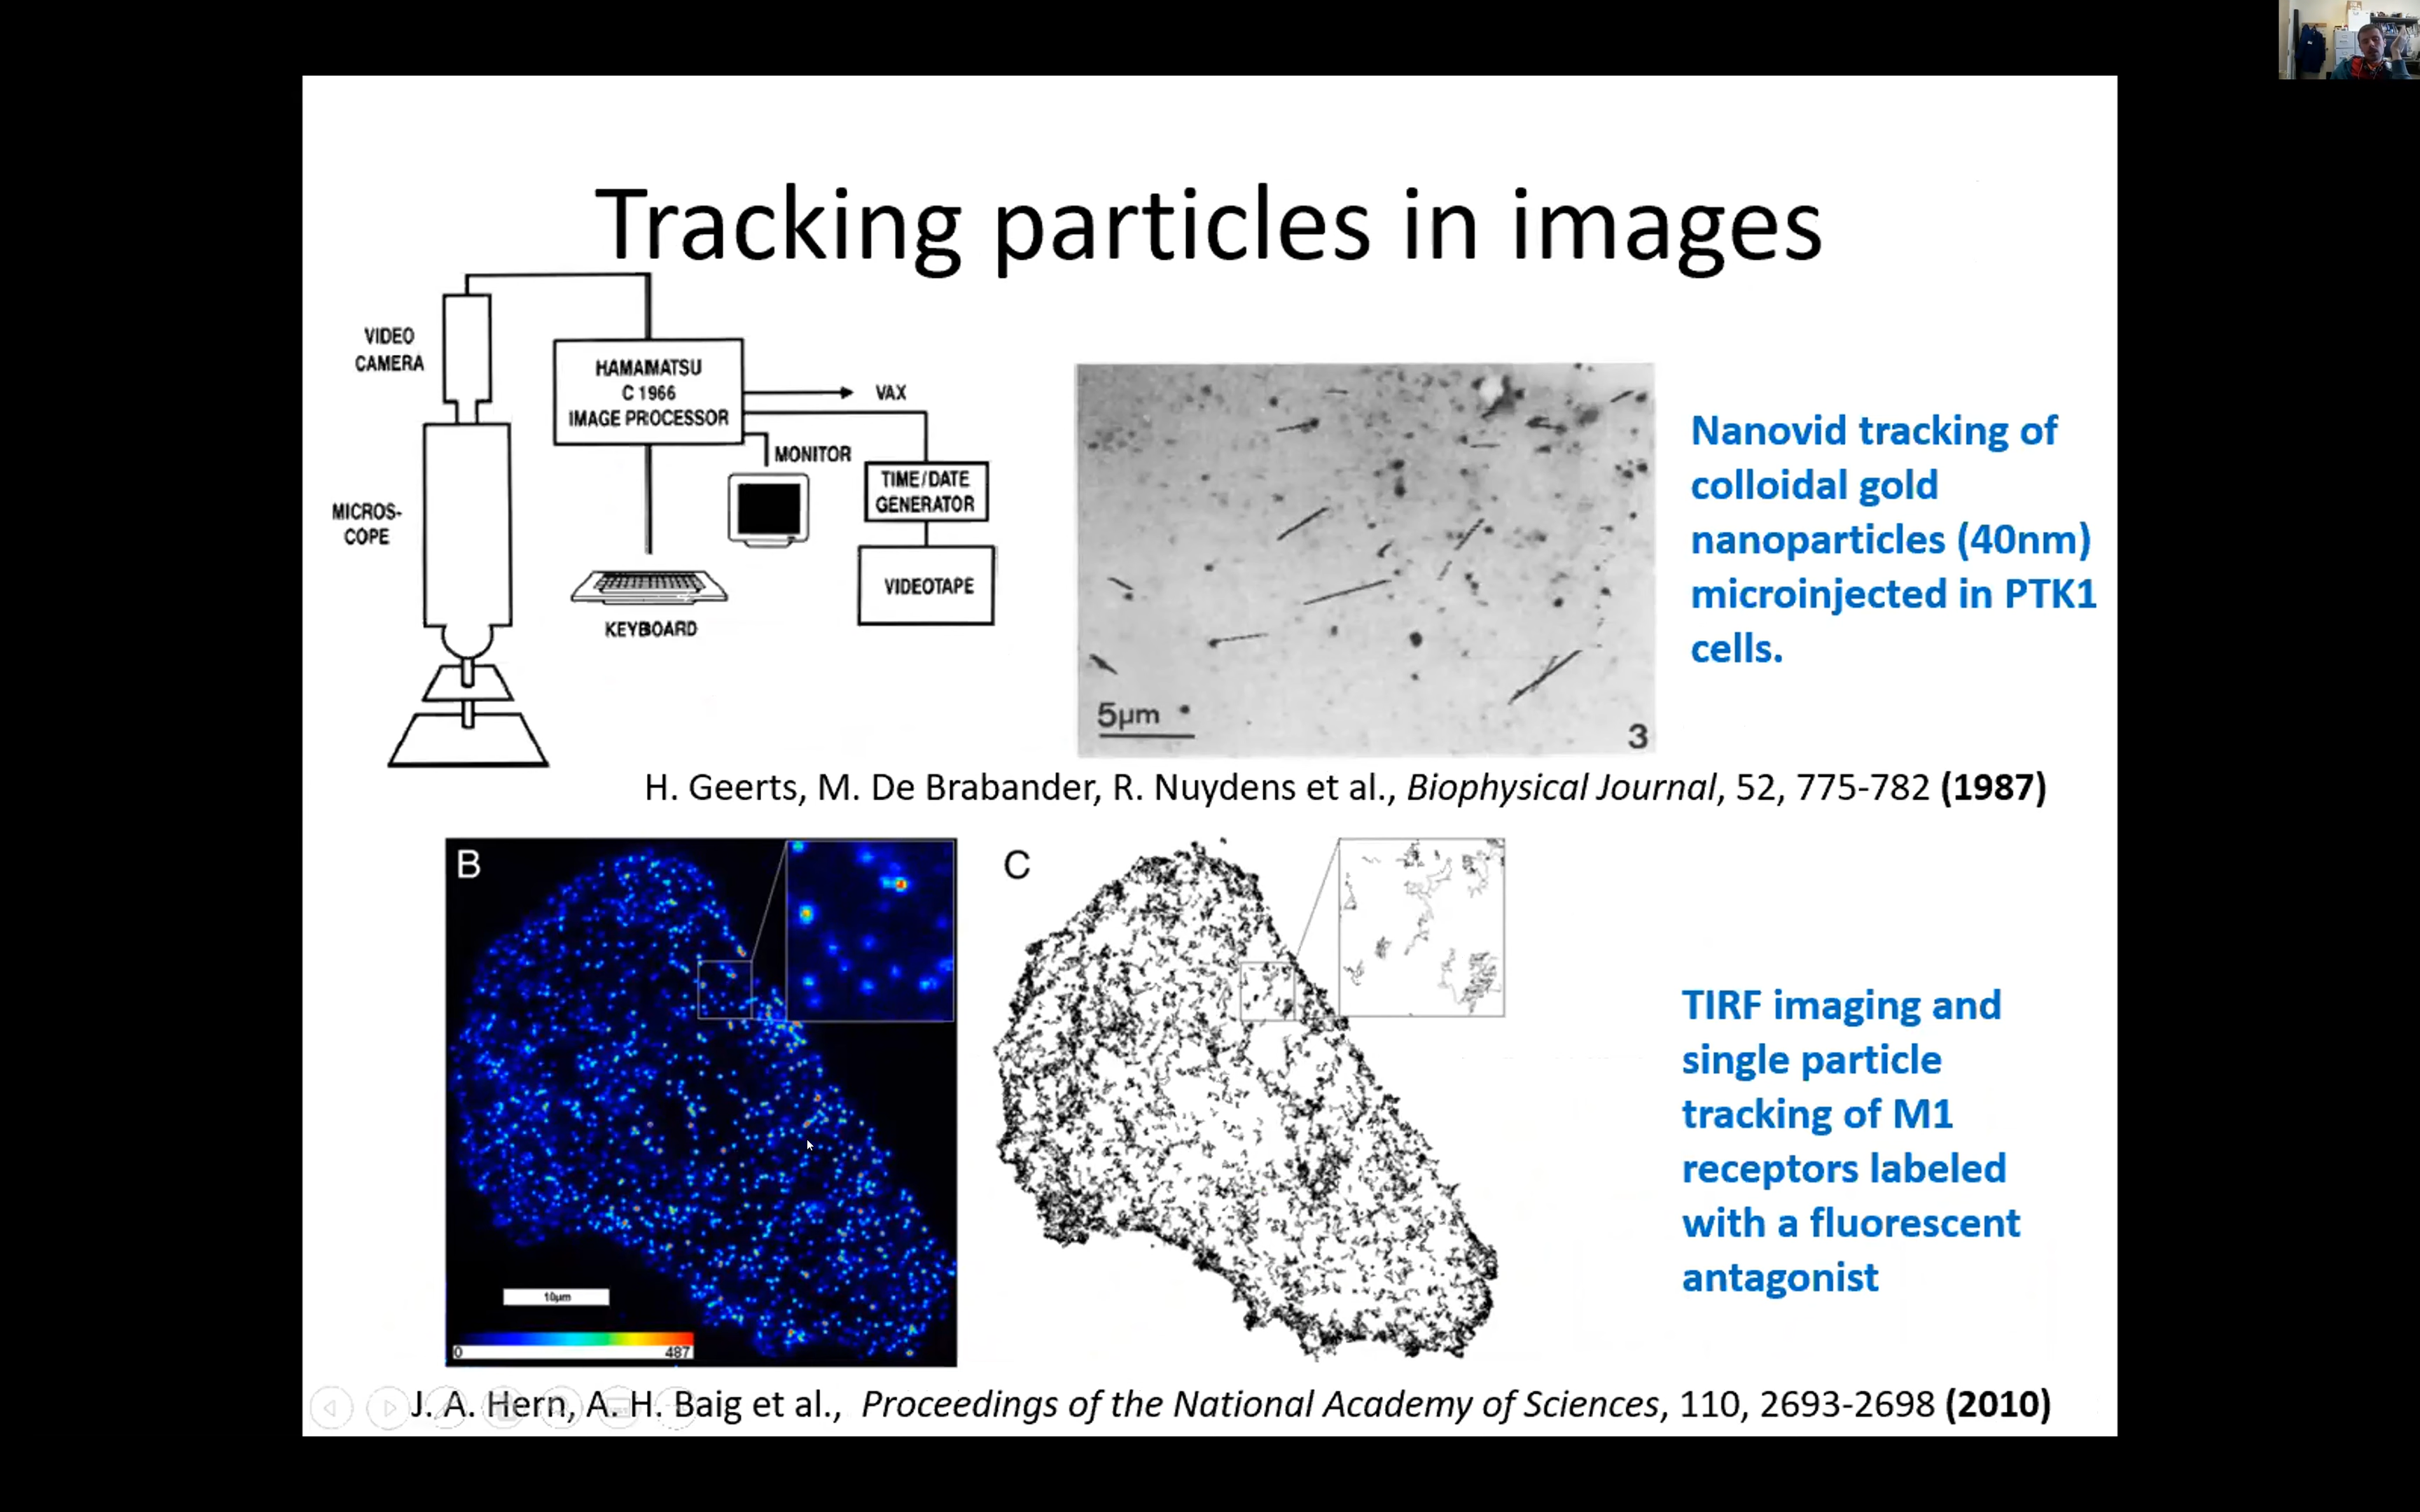 Tracking particles in images
VIDEO
CAMERA
MICROS-
COPE
HAMAMATSU
C 1966
IMAGE PROCESSOR
VAX
MONITOR
TIME/DATE
GENERATOR
VIDEOTAPE
KEYBOARD
5µm
3
Nanovid tracking of
colloidal gold
nanoparticles (40nm)
microinjected in PTK1
cells.
H. Geerts, M. De Brabander, R. Nuydens et al., Biophysical Journal, 52, 775-782 (1987)
B
10µm
0
487
C
TIRF imaging and
single particle
tracking of M1
receptors labeled
with a fluorescent
antagonist
J. A. Hern, A. H. Baig et al., Proceedings of the National Academy of Sciences, 110, 2693-2698 (2010)